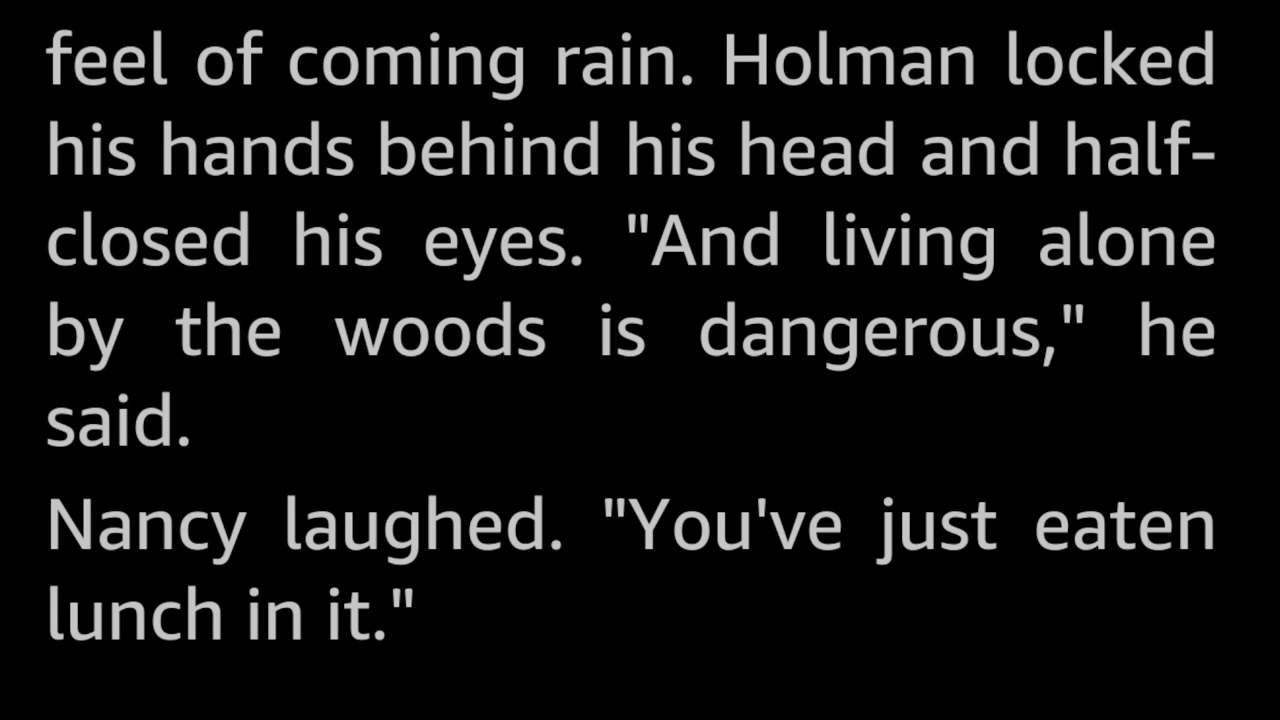 feel of coming rain. Holman locked
his hands behind his head and half-
closed his eyes. "And living alone
by the woods is dangerous," he
said.
Nancy laughed. "You've just eaten
lunch in it."